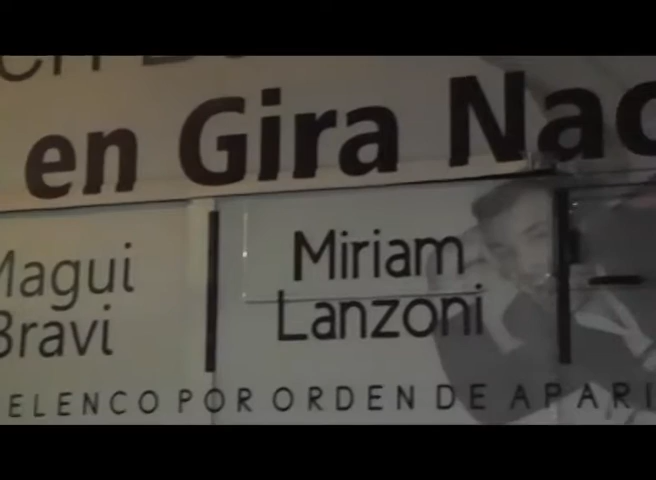 en Gira Nac
Magui
Bravi
Miriam
Lanzoni
ELENCO POR ORDEN DE APARI